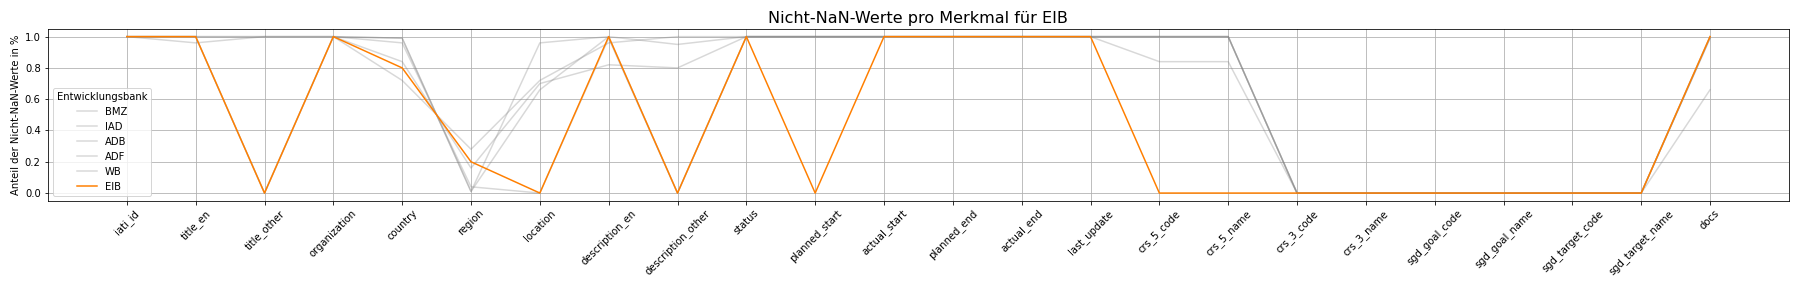 Nicht-NaN-Werte pro Merkmal für EIB
Anteil der Nicht-NaN-Werte in %
1.0
0.8
0.6
0.4
0.2
0.0
Entwicklungsbank
BMZ
IAD
ADB
ADF
WB
EIB
iati_id
title_en
title_other
organization
country
region
location
description_en
description_other
status
planned_start
actual_start
planned_end
actual_end
last_update
crs_5_code
crs_5_name
crs_3_code
crs_3_name
sgd_goal_code
sgd_goal_name
sgd_target_code
sgd_target_name
docs